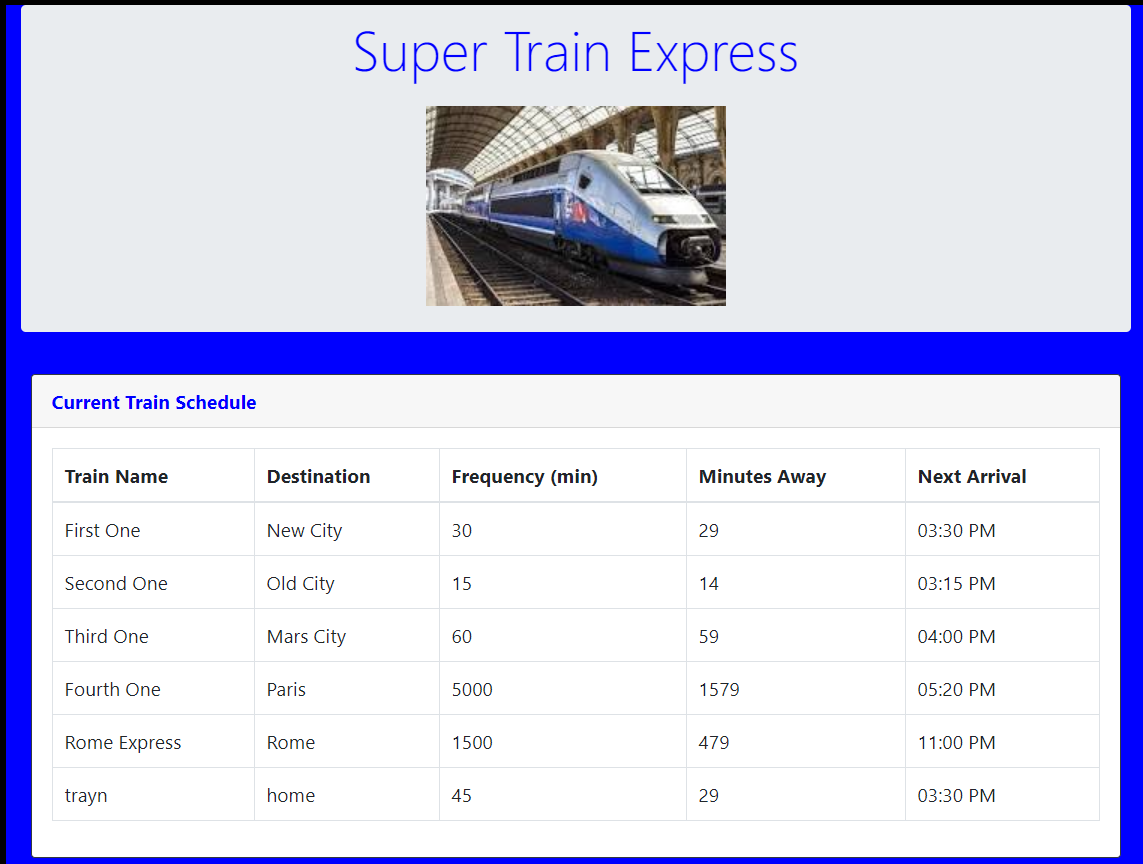 Super Train Express
Current Train Schedule
Train Name Destination Frequency (min) Minutes Away Next Arrival
First One New City 30 29 03:30 PM
Second One Old City 15 14 03:15 PM
Third One Mars City 60 59 04:00 PM
Fourth One Paris 5000 1579 05:20 PM
Rome Express Rome 1500 479 11:00 PM
trayn home 45 29 03:30 PM